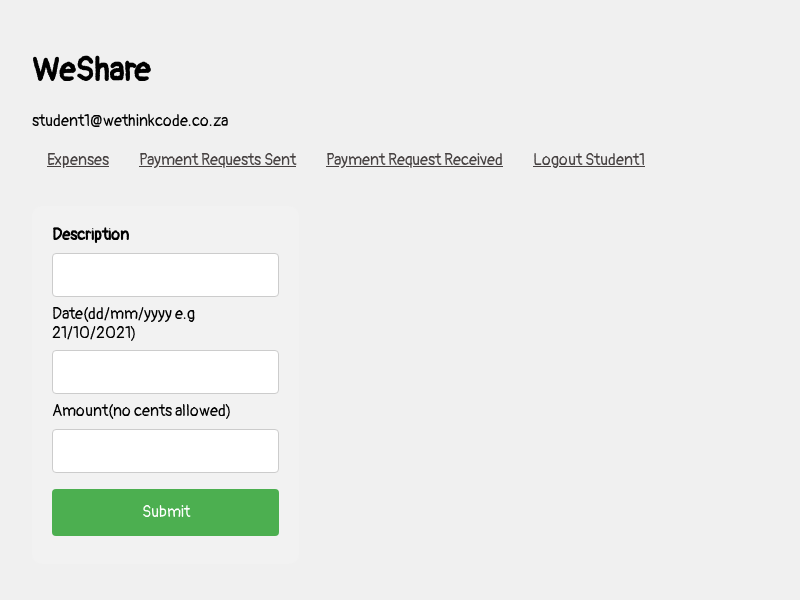 WeShare
student1@wethinkcode.co.za
Expenses Payment Requests Sent Payment Request Received Logout Student1
Description
Date(dd/mm/yyyy e.g
21/10/2021)
Amount(no cents allowed)
Submit